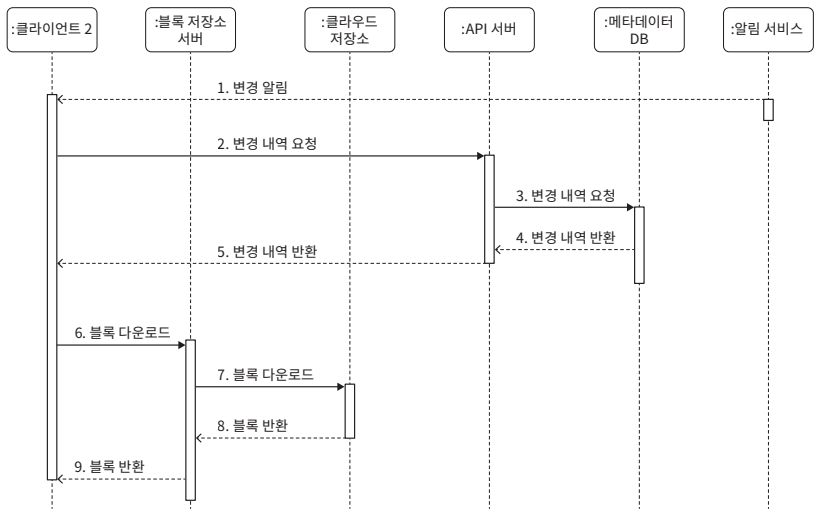 :클라이언트 2
:블록 저장소
서버
:클라우드
저장소
:API 서버
:메타데이터
DB
:알림 서비스
1. 변경 알림
2. 변경 내역 요청
3. 변경 내역 요청
4. 변경 내역 반환
5. 변경 내역 반환
6. 블록 다운로드
7. 블록 다운로드
8. 블록 반환
9. 블록 반환